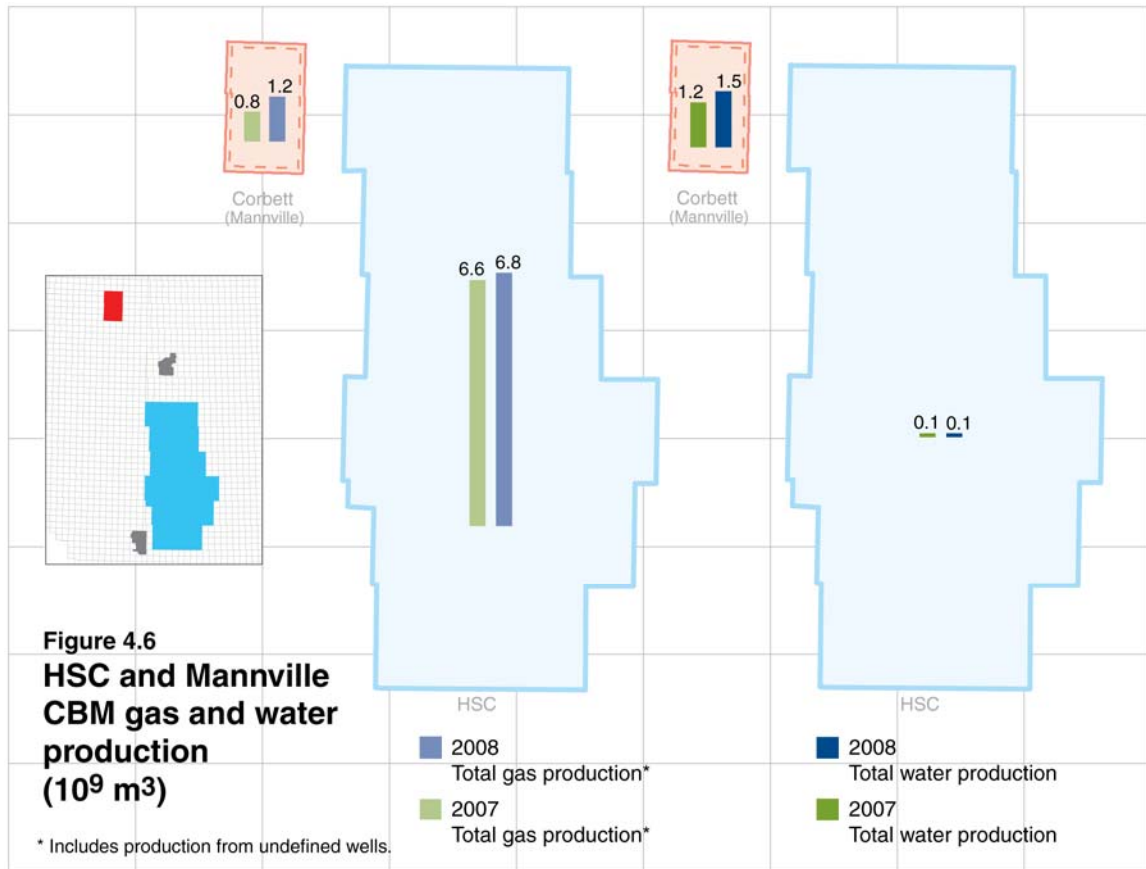 0.8 1.2
Corbett
(Mannville)
6.6 6.8
HSC
1.2 1.5
Corbett
(Mannville)
0.1 0.1
HSC
Figure 4.6
HSC and Mannville
CBM gas and water
production
(10⁹ m³)
* Includes production from undefined wells.
2008
Total gas production*
2007
Total gas production*
2008
Total water production
2007
Total water production